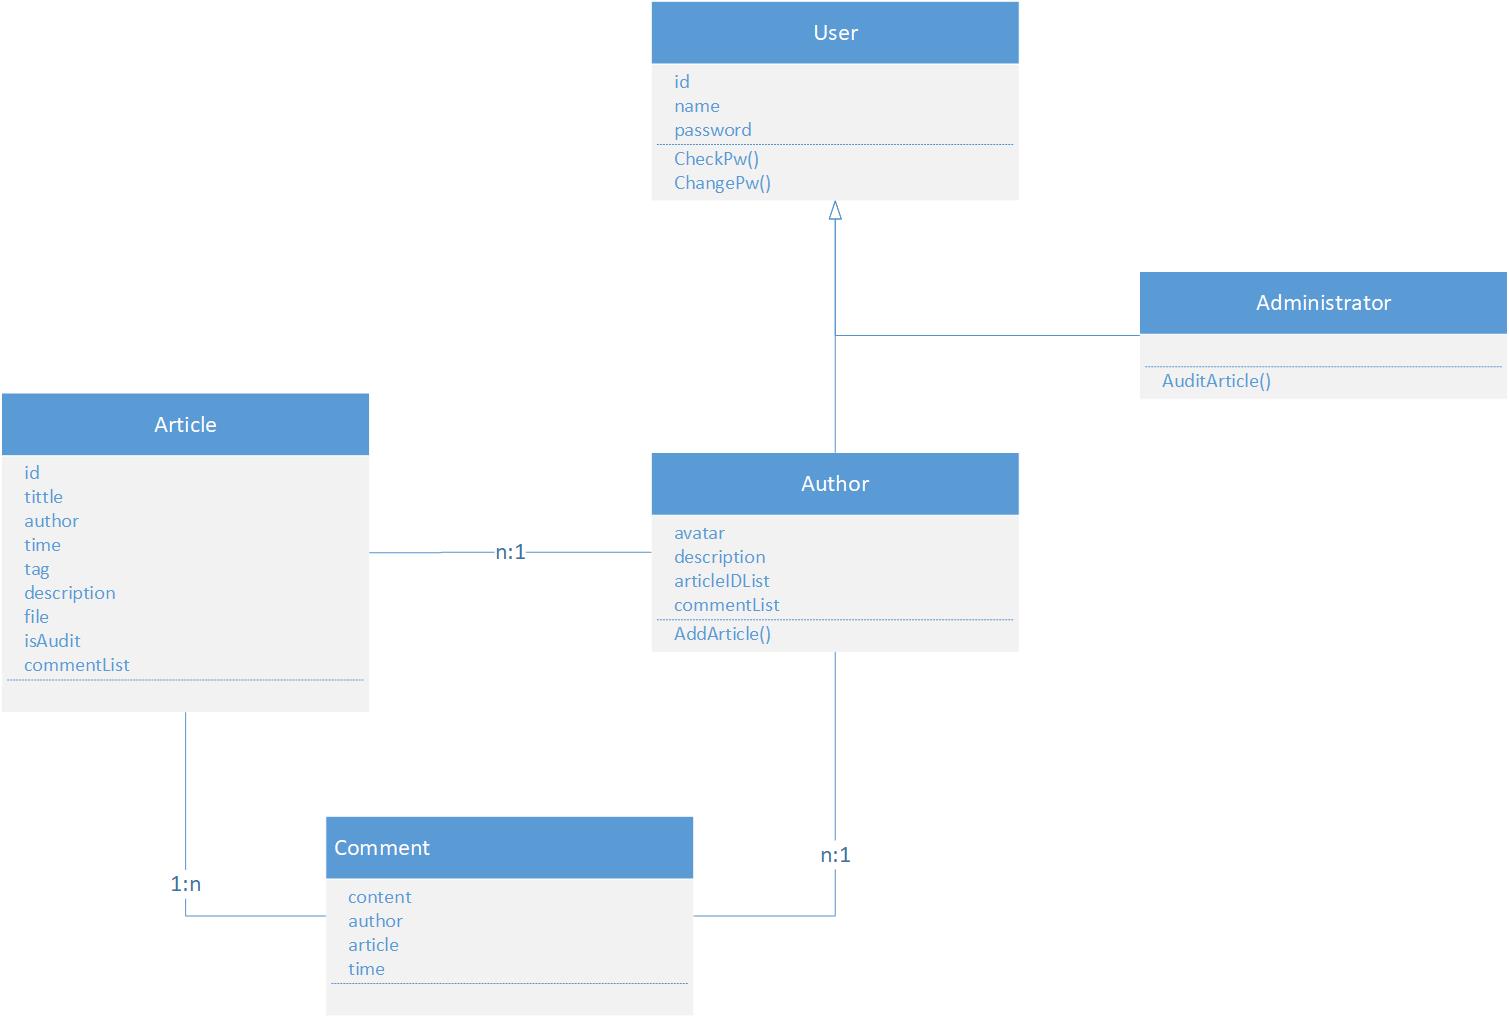 User
id
name
password
CheckPw()
ChangePw()
Administrator
AuditArticle()
Article
id
tittle
author
time
tag
description
file
isAudit
commentList
n:1
Author
avatar
description
articleIDList
commentList
AddArticle()
1:n
Comment
content
author
article
time
n:1